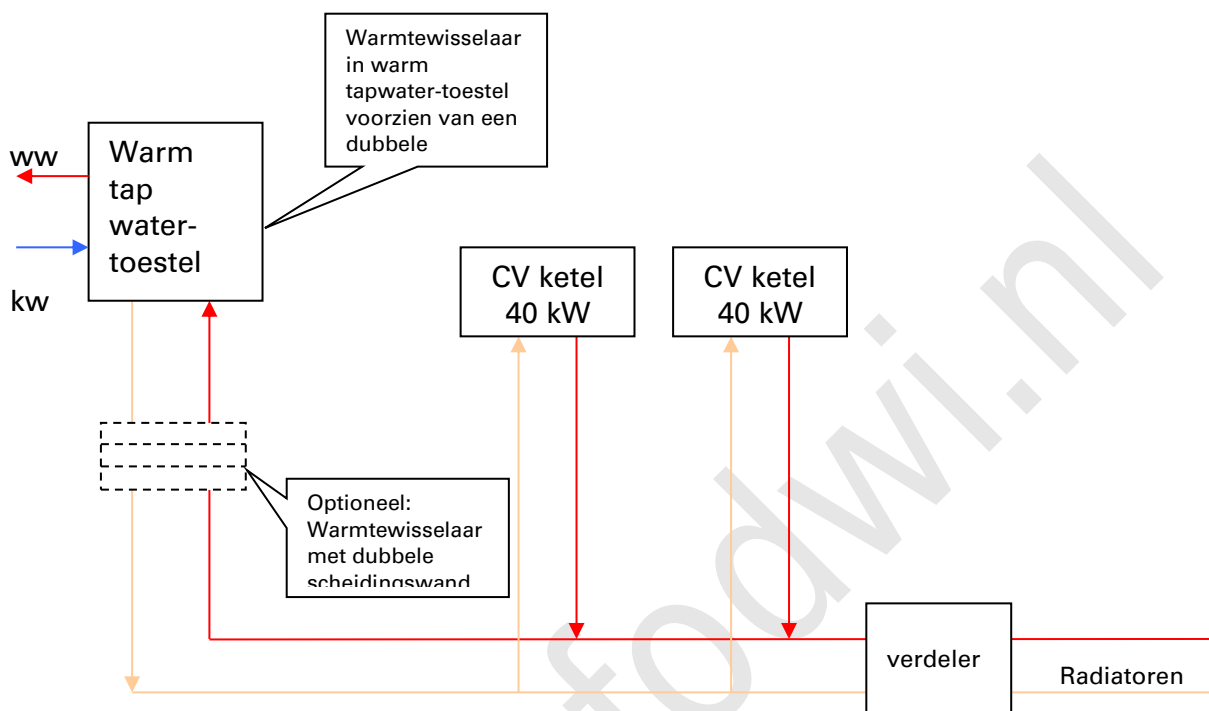 Warmtewisselaar
in warm
tapwater-toestel
voorzien van een
dubbele
ww
Warm
tap
water-
toestel
kw
CV ketel
40 kW
CV ketel
40 kW
Optioneel:
Warmtewisselaar
met dubbele
scheidingswand
verdeler
Radiatoren
fodwi.nl